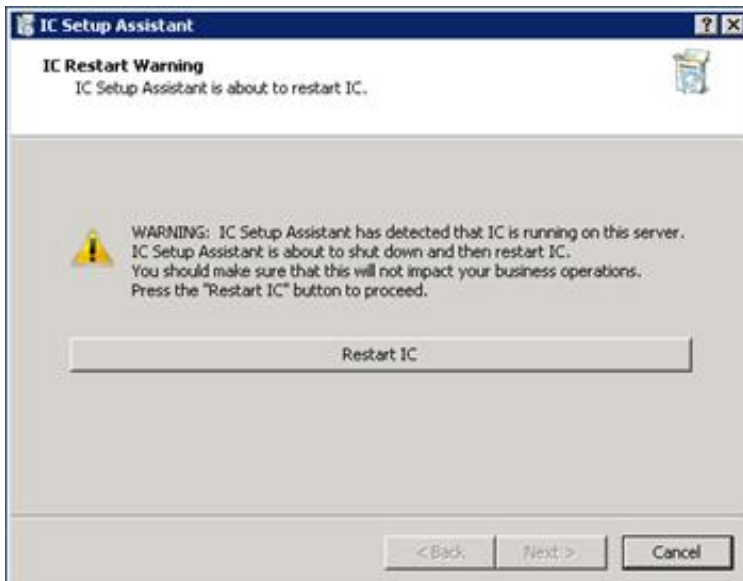 IC Setup Assistant
IC Restart Warning
IC Setup Assistant is about to restart IC.
WARNING: IC Setup Assistant has detected that IC is running on this server.
IC Setup Assistant is about to shut down and then restart IC.
You should make sure that this will not impact your business operations.
Press the "Restart IC" button to proceed.
Restart IC
< Back Next > Cancel